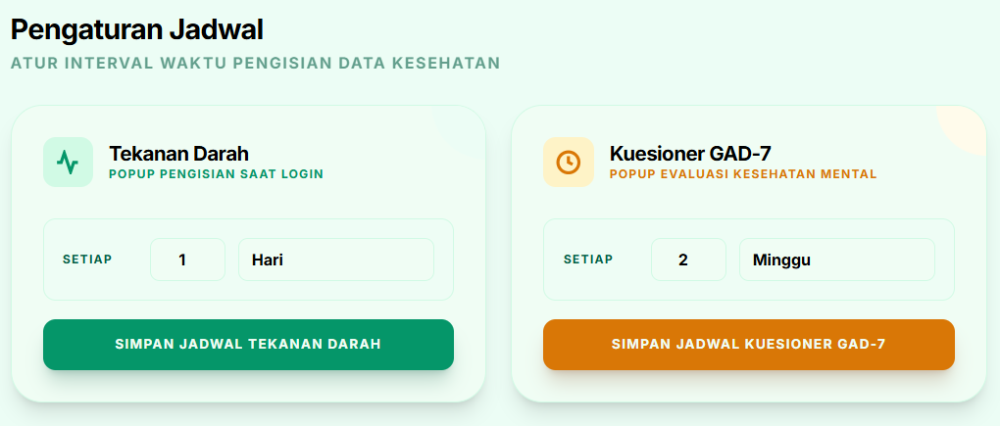 Pengaturan Jadwal
ATUR INTERVAL WAKTU PENGISIAN DATA KESEHATAN
Tekanan Darah
POPUP PENGISIAN SAAT LOGIN
SETIAP 1 Hari
SIMPAN JADWAL TEKANAN DARAH
Kuesioner GAD-7
POPUP EVALUASI KESEHATAN MENTAL
SETIAP 2 Minggu
SIMPAN JADWAL KUESIONER GAD-7